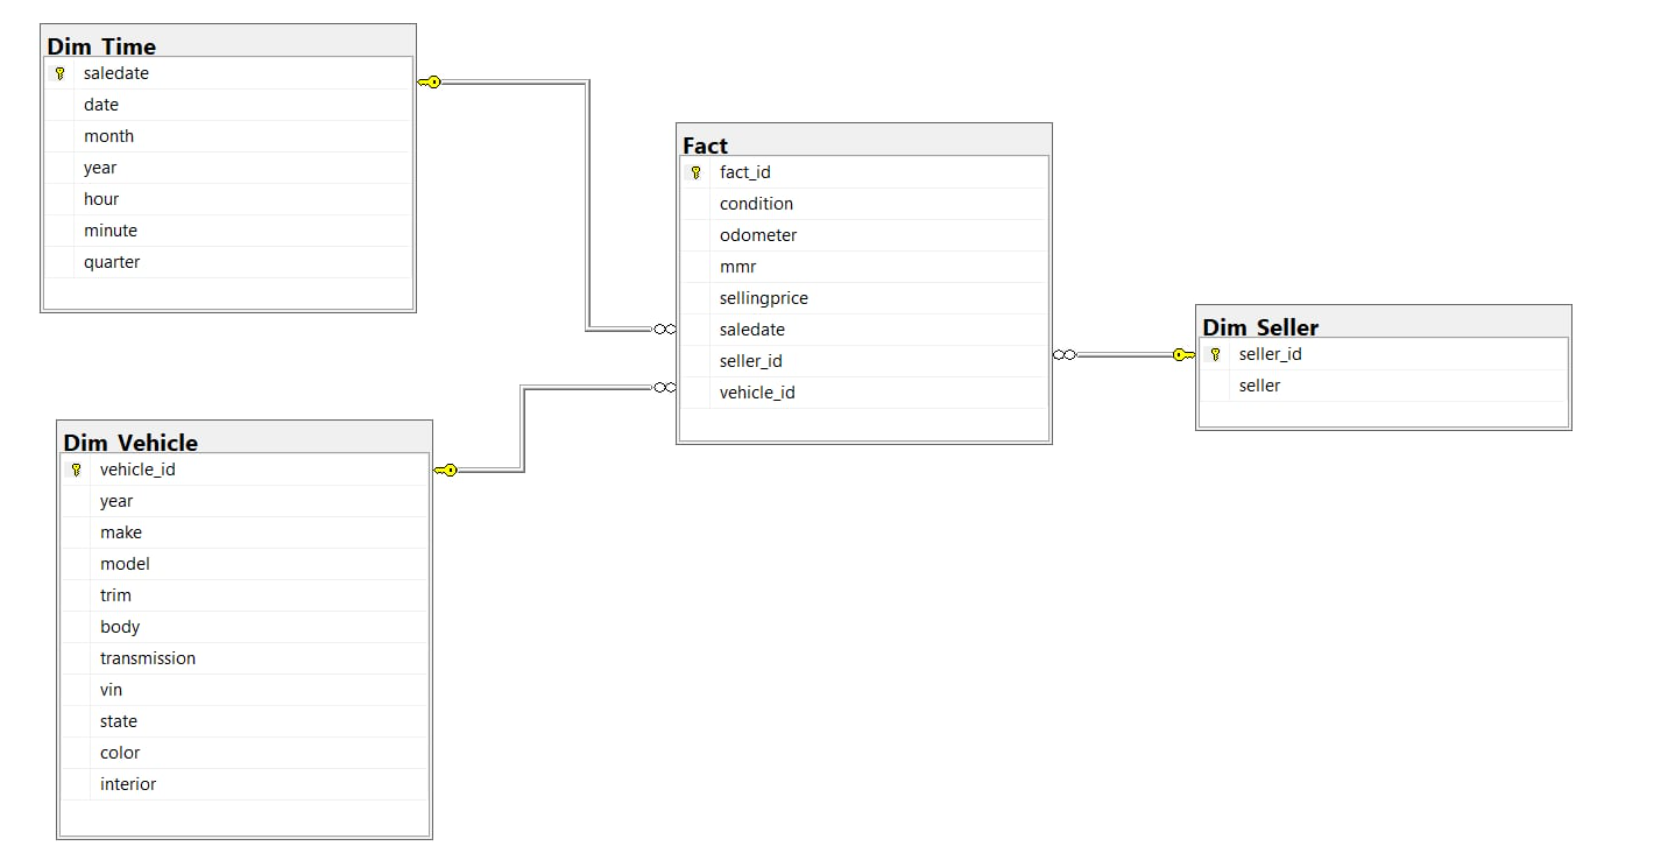 Dim_Time
saledate
date
month
year
hour
minute
quarter
Fact
fact_id
condition
odometer
mmr
sellingprice
saledate
seller_id
vehicle_id
Dim_Seller
seller_id
seller
Dim_Vehicle
vehicle_id
year
make
model
trim
body
transmission
vin
state
color
interior